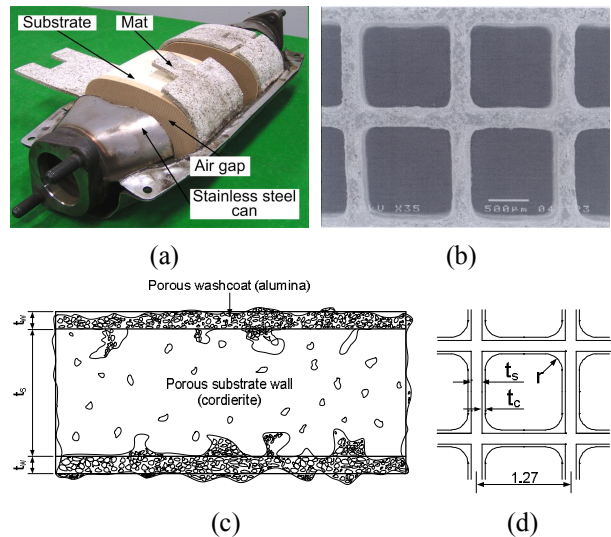 Substrate
Mat
Air gap
Stainless steel
can
(a)
X35
500µm
(b)
Porous washcoat (alumina)
tw
ts
tw
Porous substrate wall
(cordierite)
(c)
r
ts
tc
1.27
(d)